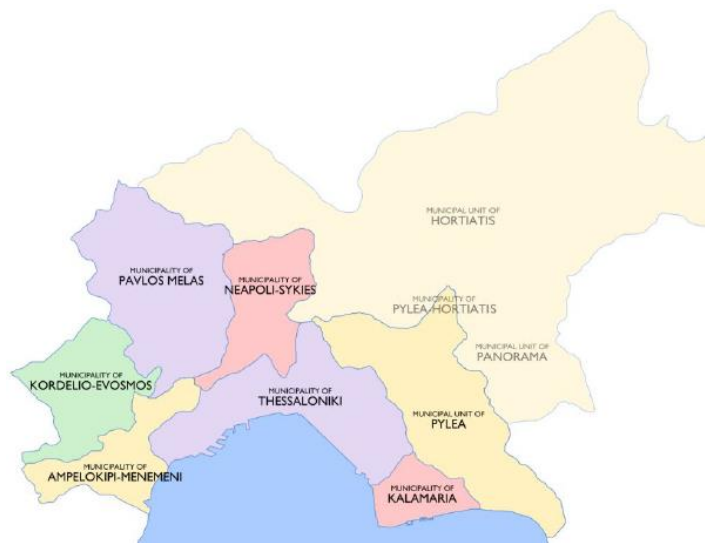 MUNICIPAL UNIT OF
HORTIATIS
MUNICIPALITY OF
PAVLOS MELAS
MUNICIPALITY OF
NEAPOLI-SYKIES
MUNICIPALITY OF
PYLEA-HORTIATIS
MUNICIPAL UNIT OF
PANORAMA
MUNICIPALITY OF
KORDELIO-EVOSMOS
MUNICIPALITY OF
THESSALONIKI
MUNICIPAL UNIT OF
PYLEA
MUNICIPALITY OF
AMPELOKIPI-MENEMENI
MUNICIPALITY OF
KALAMARIA